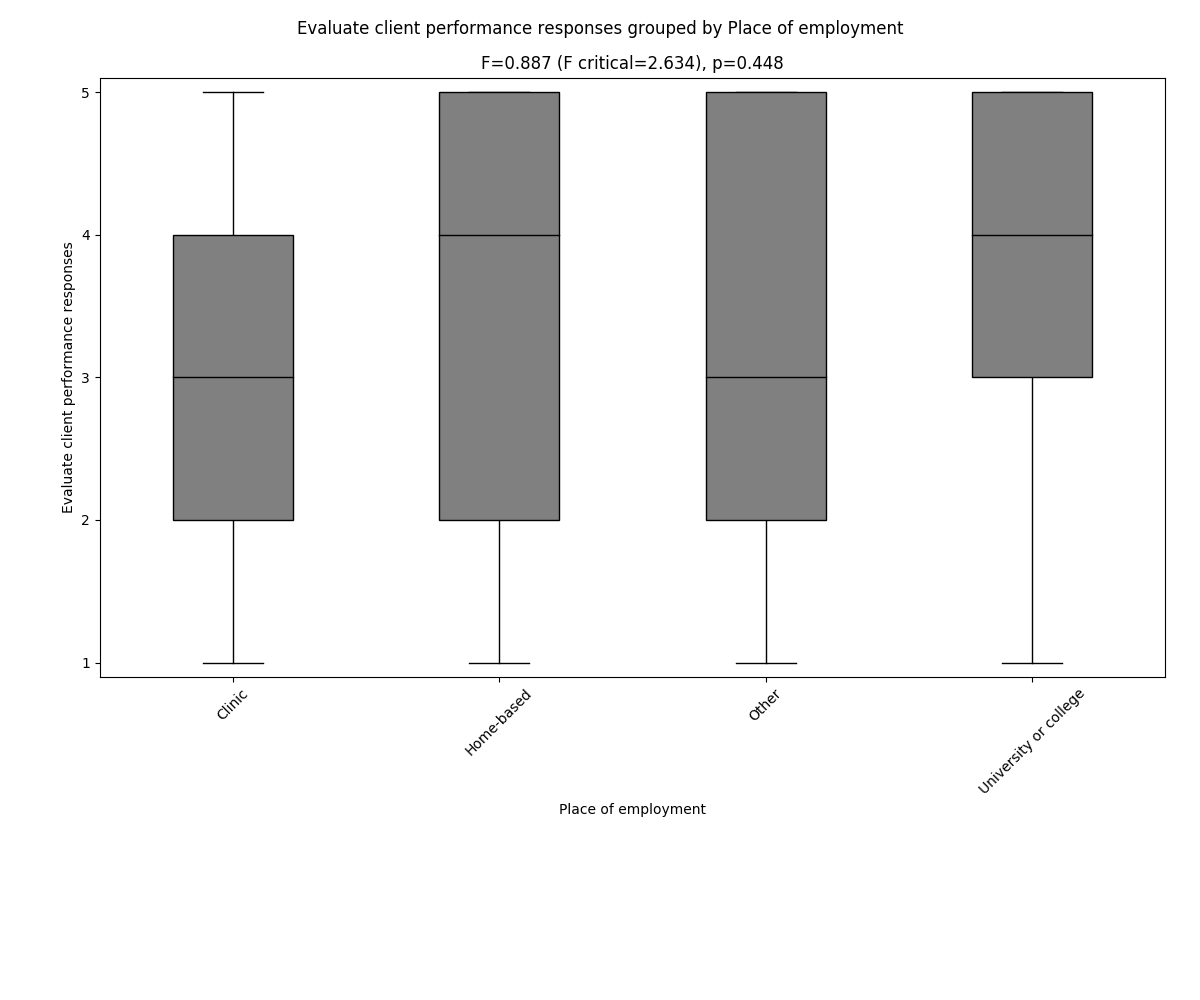 Evaluate client performance responses grouped by Place of employment
F=0.887 (F critical=2.634), p=0.448
Evaluate client performance responses
5
4
3
2
1
Clinic
Home-based
Other
University or college
Place of employment